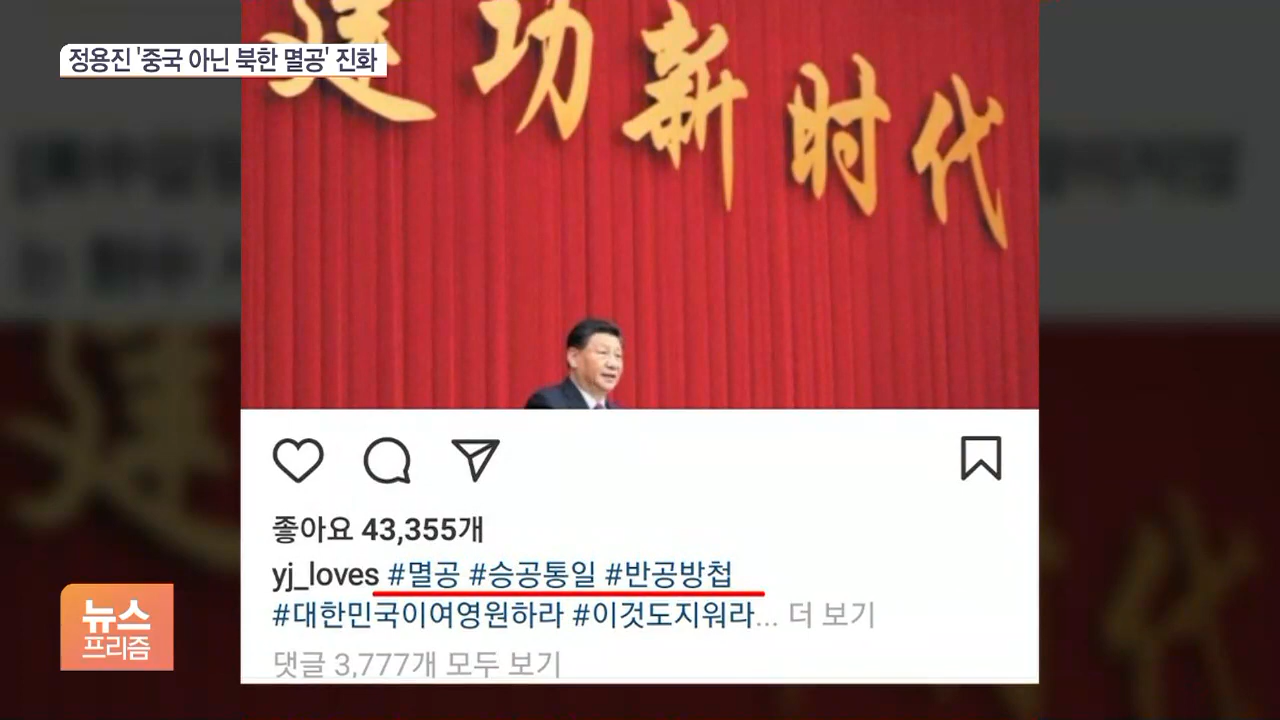 정용진 '중국 아닌 북한 멸공' 진화
建功新时代
좋아요 43,355개
yj_loves #멸공 #승공통일 #반공방첩
#대한민국이여영원하라 #이것도지워라... 더 보기
댓글 3,777개 모두 보기
뉴스
프리즘